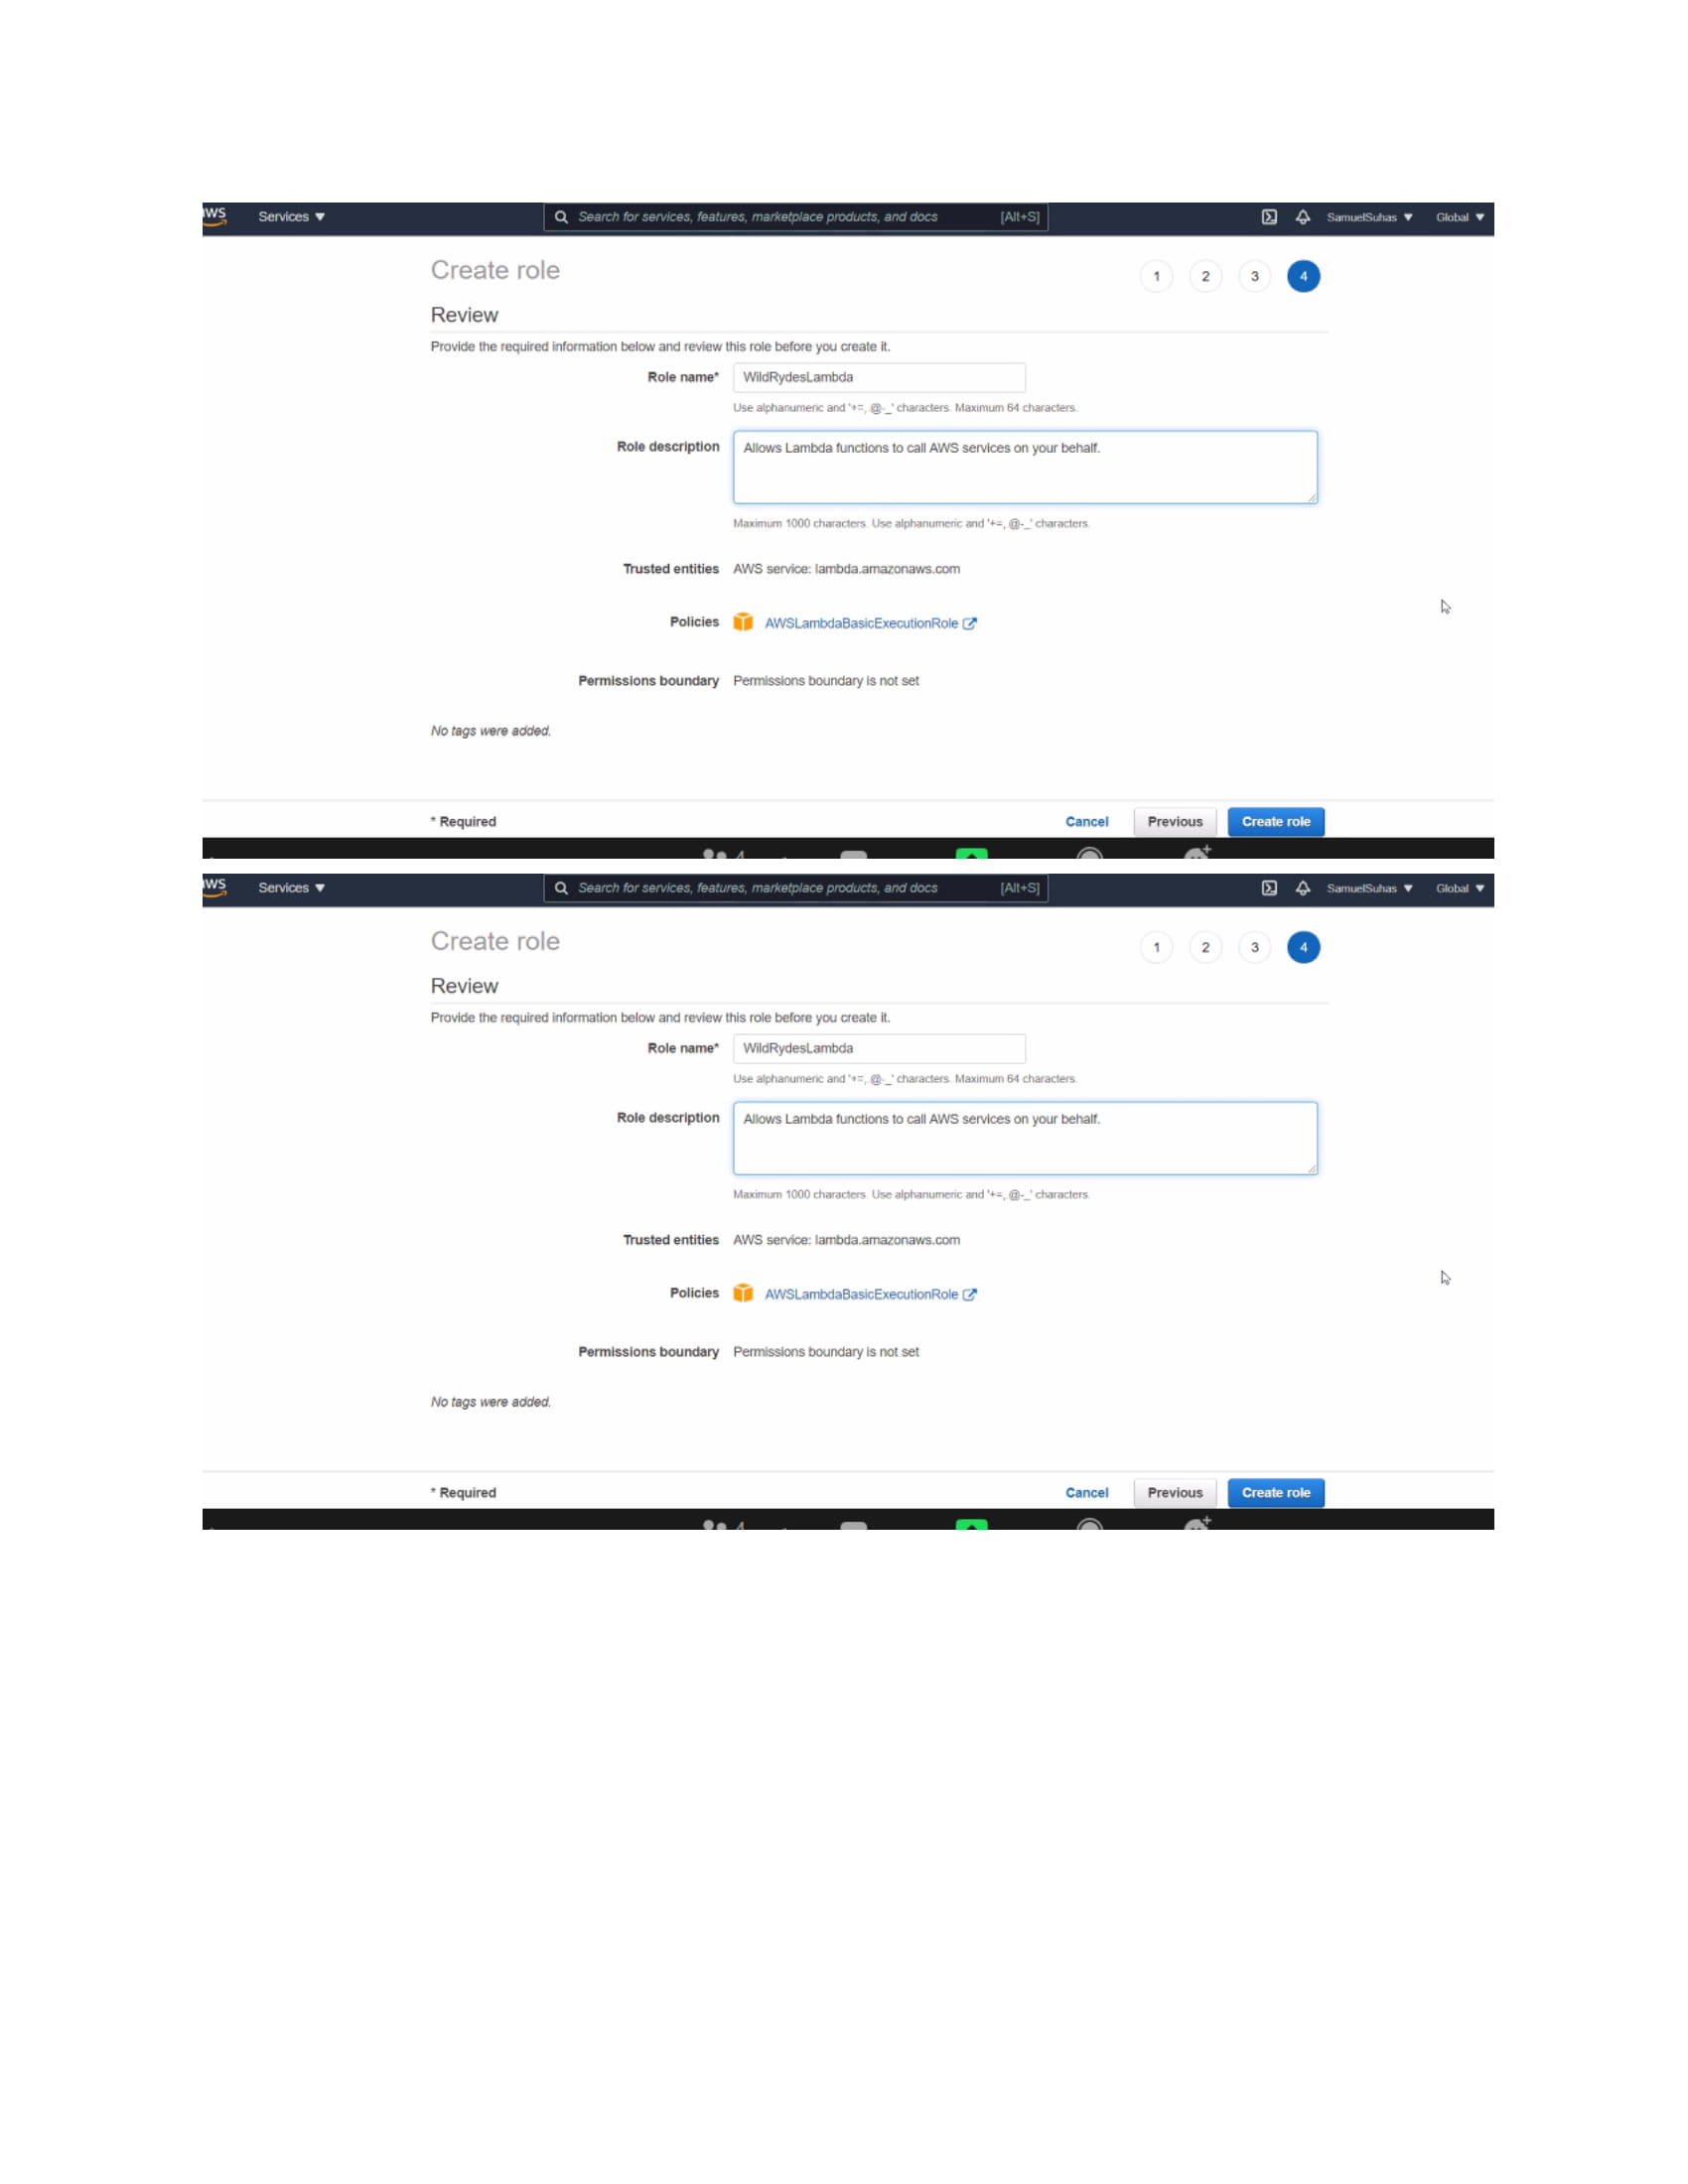 aws Services ▼ Search for services, features, marketplace products, and docs [Alt+S] SamuelSuhas ▼ Global ▼
Create role 1 2 3 4
Review
Provide the required information below and review this role before you create it.
Role name* WildRydesLambda
Use alphanumeric and '+=,.@-_' characters. Maximum 64 characters.
Role description Allows Lambda functions to call AWS services on your behalf.
Maximum 1000 characters. Use alphanumeric and '+=,.@-_' characters.
Trusted entities AWS service: lambda.amazonaws.com
Policies AWSLambdaBasicExecutionRole
Permissions boundary Permissions boundary is not set
No tags were added.
* Required Cancel Previous Create role
4
aws Services ▼ Search for services, features, marketplace products, and docs [Alt+S] SamuelSuhas ▼ Global ▼
Create role 1 2 3 4
Review
Provide the required information below and review this role before you create it.
Role name* WildRydesLambda
Use alphanumeric and '+=,.@-_' characters. Maximum 64 characters.
Role description Allows Lambda functions to call AWS services on your behalf.
Maximum 1000 characters. Use alphanumeric and '+=,.@-_' characters.
Trusted entities AWS service: lambda.amazonaws.com
Policies AWSLambdaBasicExecutionRole
Permissions boundary Permissions boundary is not set
No tags were added.
* Required Cancel Previous Create role
4